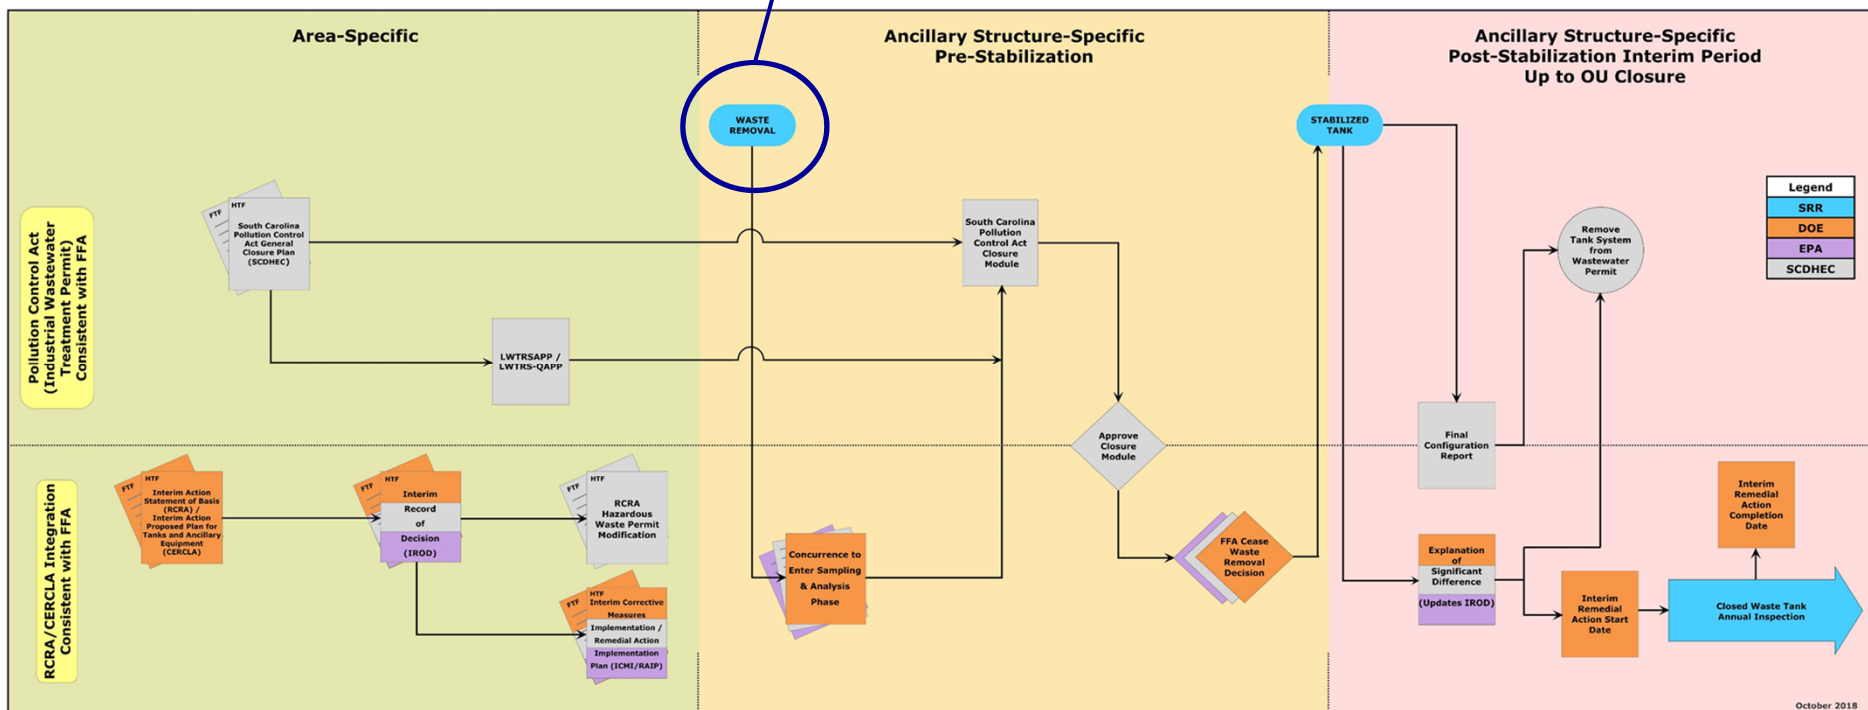 Area-Specific
Ancillary Structure-Specific
Pre-Stabilization
Ancillary Structure-Specific
Post-Stabilization Interim Period
Up to OU Closure
Pollution Control Act
(Industrial Wastewater
Treatment Permit)
Consistent with FFA
FTF
HTF
South Carolina
Pollution Control
Act General
Closure Plan
(SCDHEC)
LWTRSAPP /
LWTRS-QAPP
WASTE
REMOVAL
South Carolina
Pollution
Control Act
Closure
Module
Approve
Closure
Module
STABILIZED
TANK
Final
Configuration
Report
Remove
Tank System
from
Wastewater
Permit
Legend
SRR
DOE
EPA
SCDHEC
RCRA/CERCLA Integration
Consistent with FFA
FTF
HTF
Interim Action
Statement of Basis
(RCRA) /
Interim Action
Proposed Plan for
Tanks and Ancillary
Equipment
(CERCLA)
FTF
HTF
Interim
Record
of
Decision
(IROD)
FTF
HTF
RCRA
Hazardous
Waste Permit
Modification
FTF
HTF
Interim Corrective
Measures
Implementation /
Remedial Action
Implementation
Plan (ICMI/RAIP)
Concurrence to
Enter Sampling
& Analysis
Phase
FFA Cease
Waste
Removal
Decision
Explanation
of
Significant
Difference
(Updates IROD)
Interim
Remedial
Action Start
Date
Interim
Remedial
Action
Completion
Date
Closed Waste Tank
Annual Inspection
October 2018